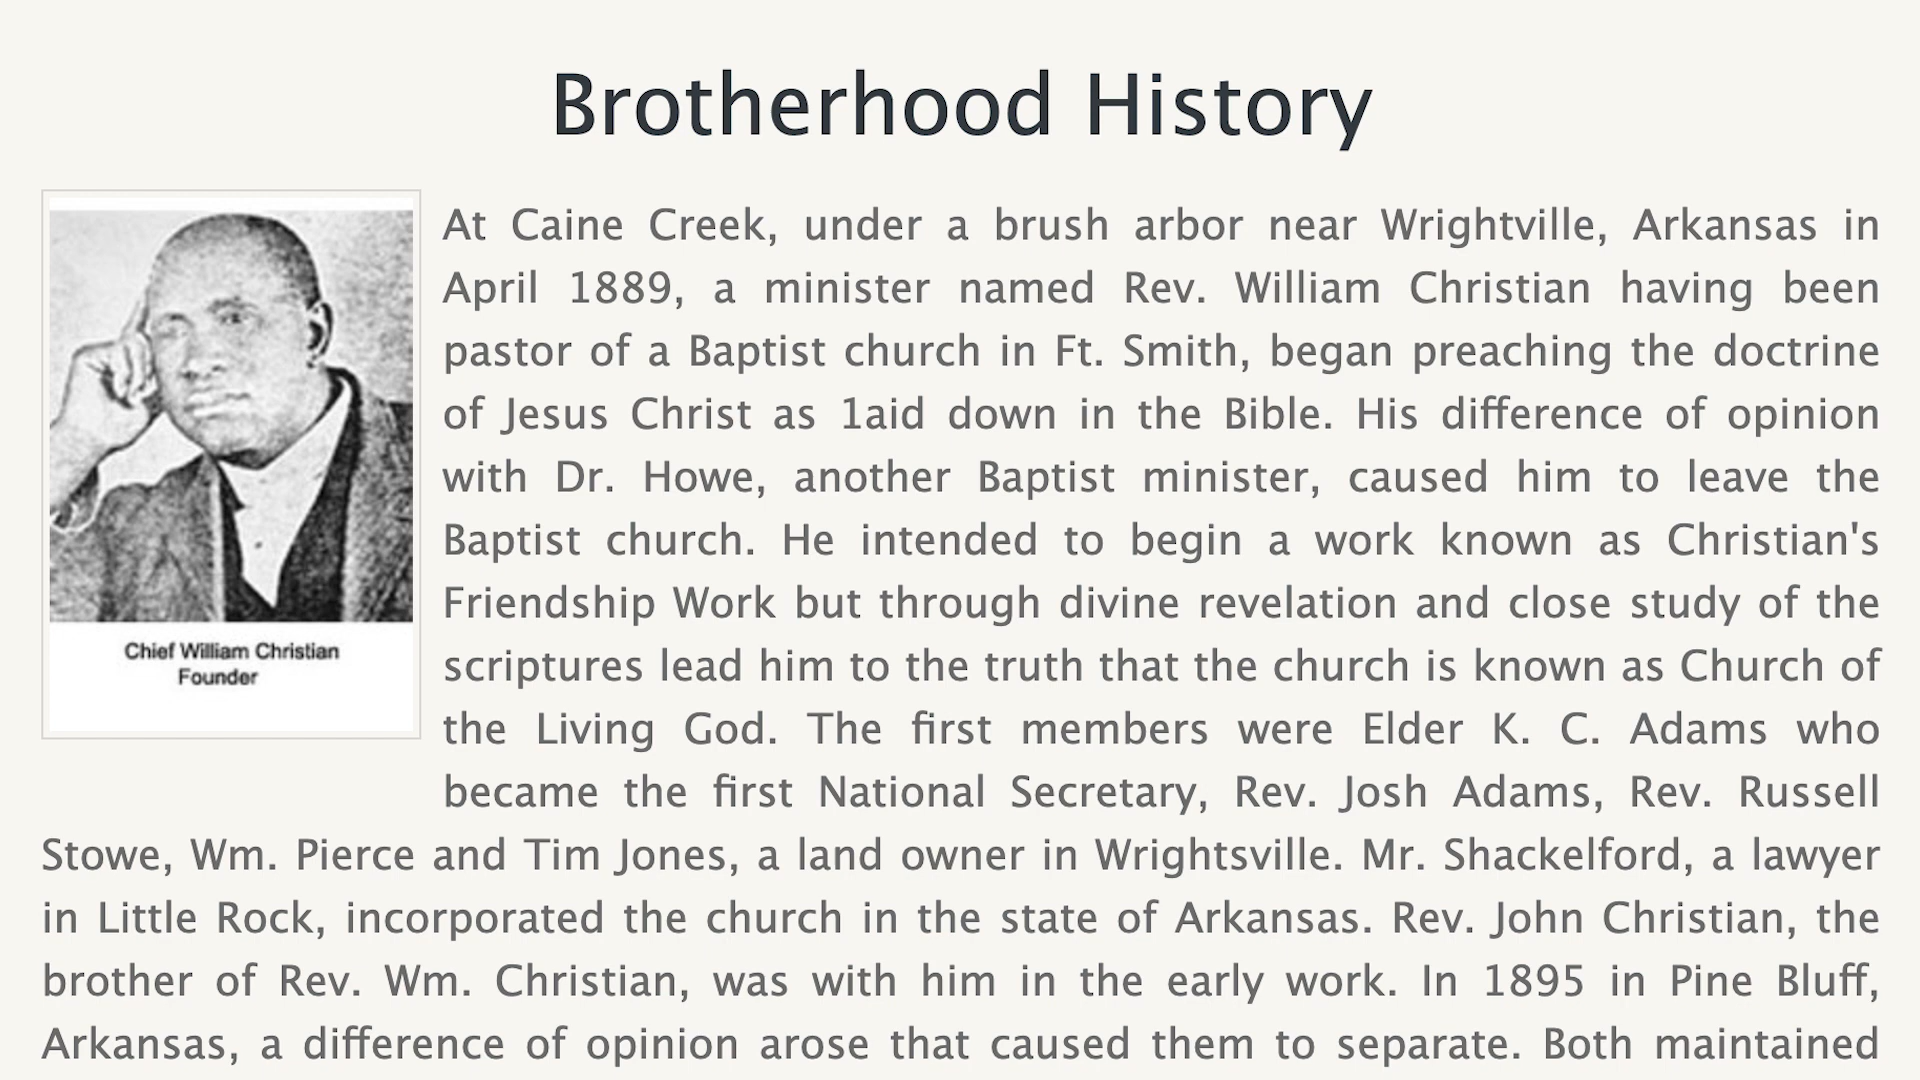 Brotherhood History
At Caine Creek, under a brush arbor near Wrightville, Arkansas in
April 1889, a minister named Rev. William Christian having been
pastor of a Baptist church in Ft. Smith, began preaching the doctrine
of Jesus Christ as 1aid down in the Bible. His difference of opinion
with Dr. Howe, another Baptist minister, caused him to leave the
Baptist church. He intended to begin a work known as Christian's
Friendship Work but through divine revelation and close study of the
scriptures lead him to the truth that the church is known as Church of
the Living God. The first members were Elder K. C. Adams who
became the first National Secretary, Rev. Josh Adams, Rev. Russell
Stowe, Wm. Pierce and Tim Jones, a land owner in Wrightsville. Mr. Shackelford, a lawyer
in Little Rock, incorporated the church in the state of Arkansas. Rev. John Christian, the
brother of Rev. Wm. Christian, was with him in the early work. In 1895 in Pine Bluff,
Arkansas, a difference of opinion arose that caused them to separate. Both maintained
Chief William Christian
Founder